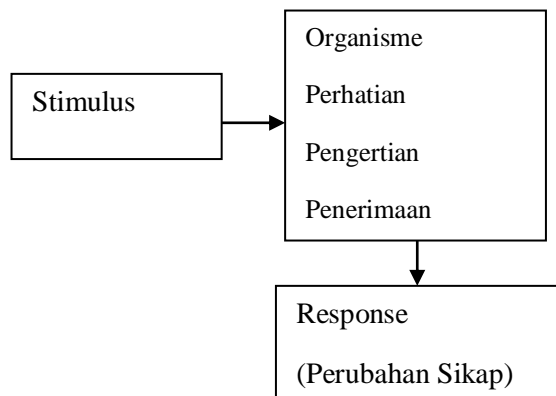 Stimulus
Organisme
Perhatian
Pengertian
Penerimaan
Response
(Perubahan Sikap)